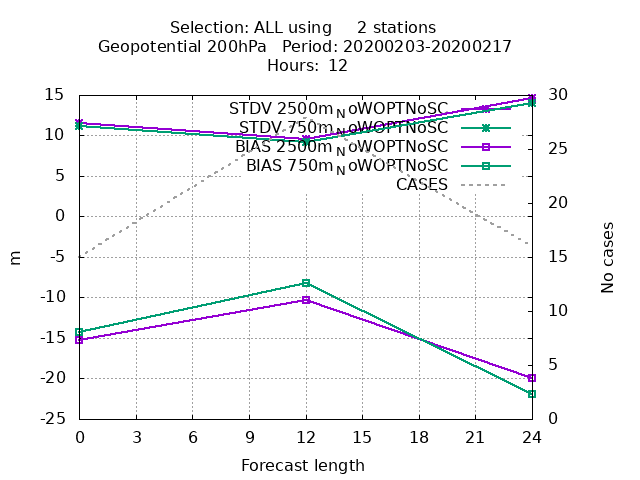 Selection: ALL using     2 stations
Geopotential 200hPa   Period: 20200203-20200217
Hours:  12
STDV 2500m_NoWOPTNoSC
STDV 750m_NoWOPTNoSC
BIAS 2500m_NoWOPTNoSC
BIAS 750m_NoWOPTNoSC
CASES
15
10
5
0
-5
-10
-15
-20
-25
m
30
25
20
15
10
5
0
No cases
0 3 6 9 12 15 18 21 24
Forecast length